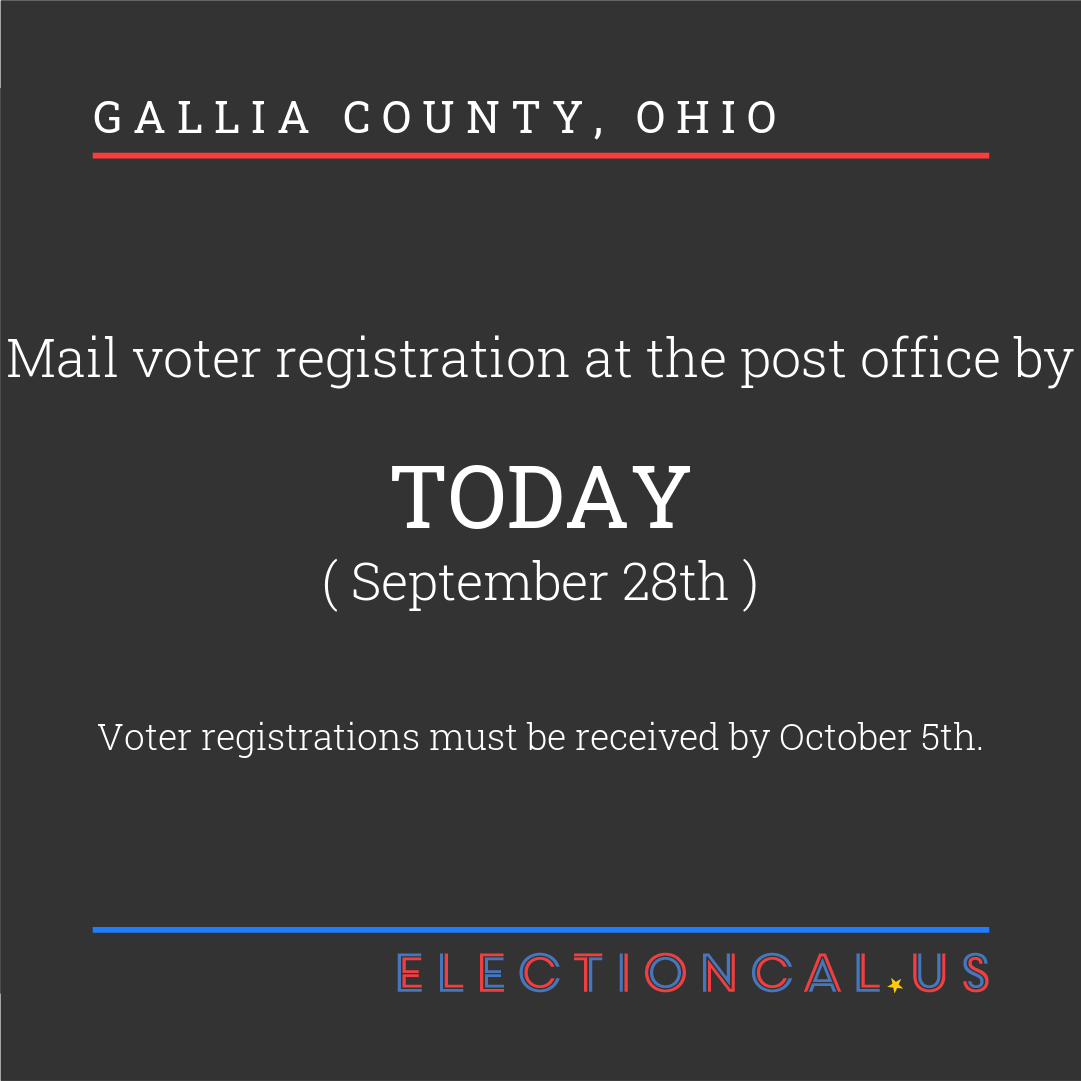 GALLIA COUNTY, OHIO
Mail voter registration at the post office by
TODAY
( September 28th )
Voter registrations must be received by October 5th.
ELECTIONCAL.US